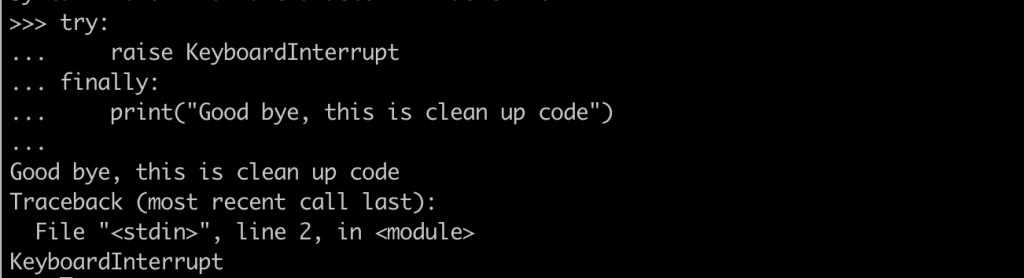 >>> try:
...     raise KeyboardInterrupt
... finally:
...     print("Good bye, this is clean up code")
...
Good bye, this is clean up code
Traceback (most recent call last):
  File "<stdin>", line 2, in <module>
KeyboardInterrupt